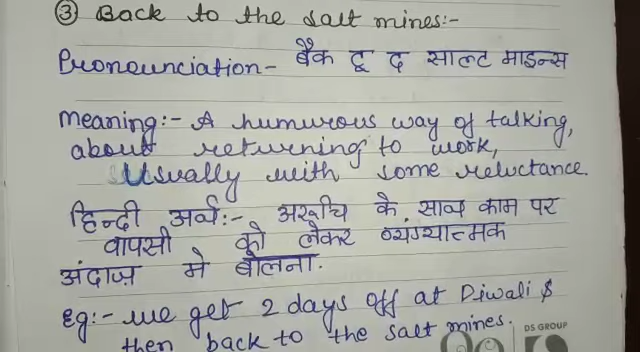 ③ Back to the salt mines:-
Pronounciation- बैक टू द साल्ट माइन्स
Meaning:- A humurous way of talking,
about returning to work,
Usually with some reluctance.
हिन्दी अर्थ:- अरूचि के साथ काम पर
वापसी को लेकर व्यंग्यात्मक
अंदाज़ मे बोलना.
Eg:- we get 2 days off at Diwali &
then back to the salt mines.
DS GROUP